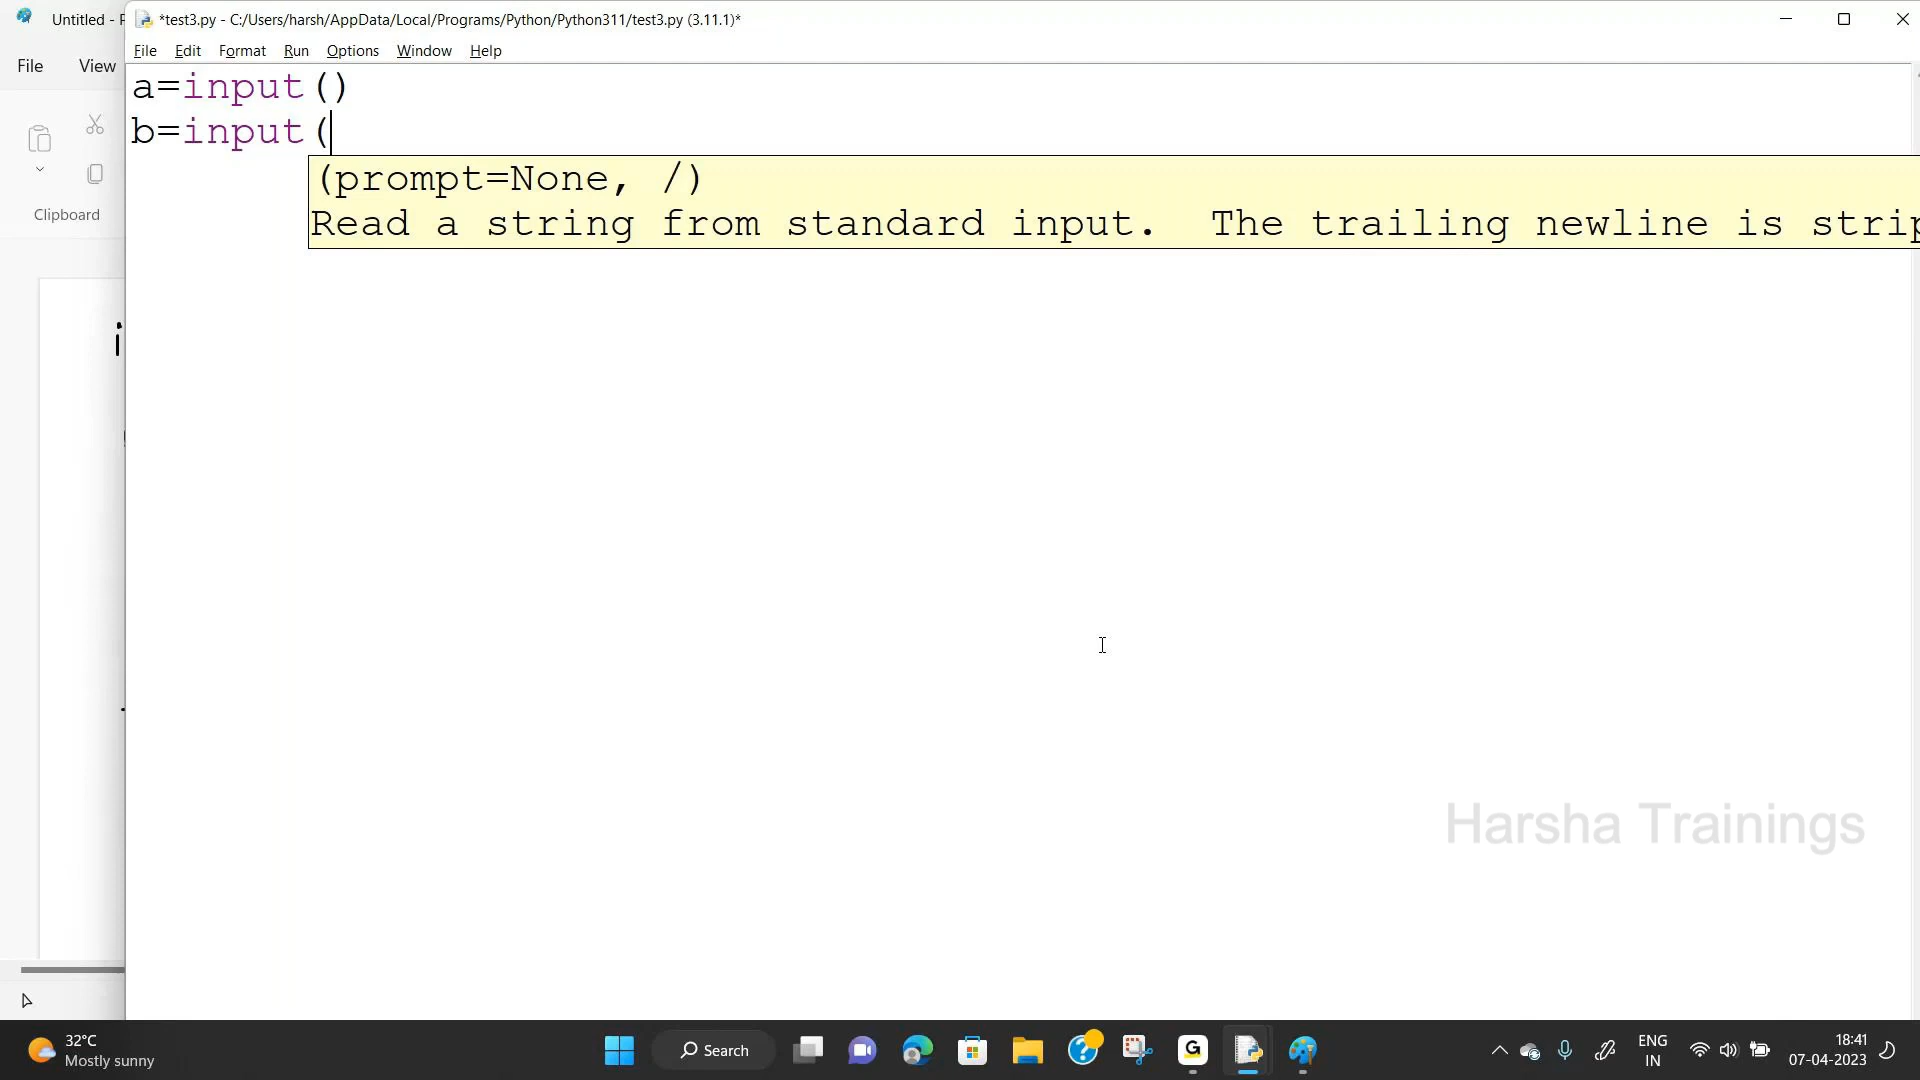 Untitled - P
*test3.py - C:/Users/harsh/AppData/Local/Programs/Python/Python311/test3.py (3.11.1)*
File View
File Edit Format Run Options Window Help
a=input()
b=input(
(prompt=None, /)
Read a string from standard input.  The trailing newline is strip
Clipboard
i
Harsha Trainings
32°C
Mostly sunny
Search
G
ENG
IN
18:41
07-04-2023